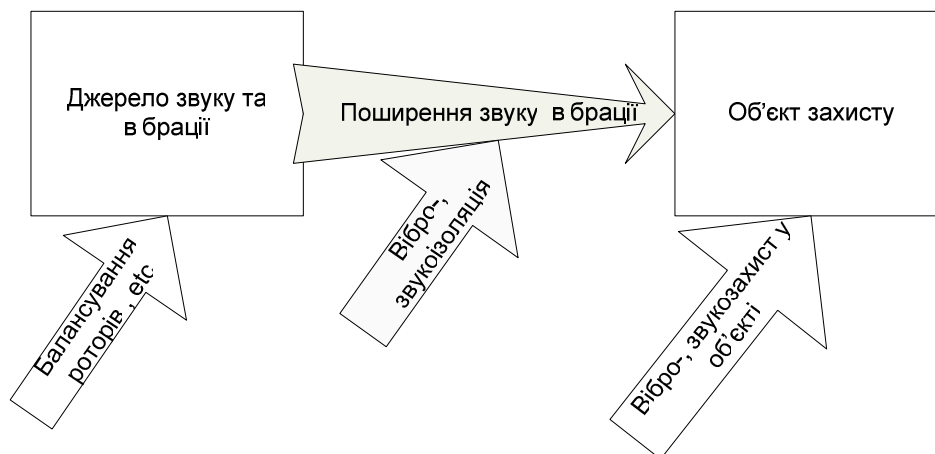 Джерело звуку та
в брації
Поширення звуку в брації
Об’єкт захисту
Балансування
роторів , etc
Вібро-,
звукоізоляція
Вібро-, звукозахист у
об’єкті